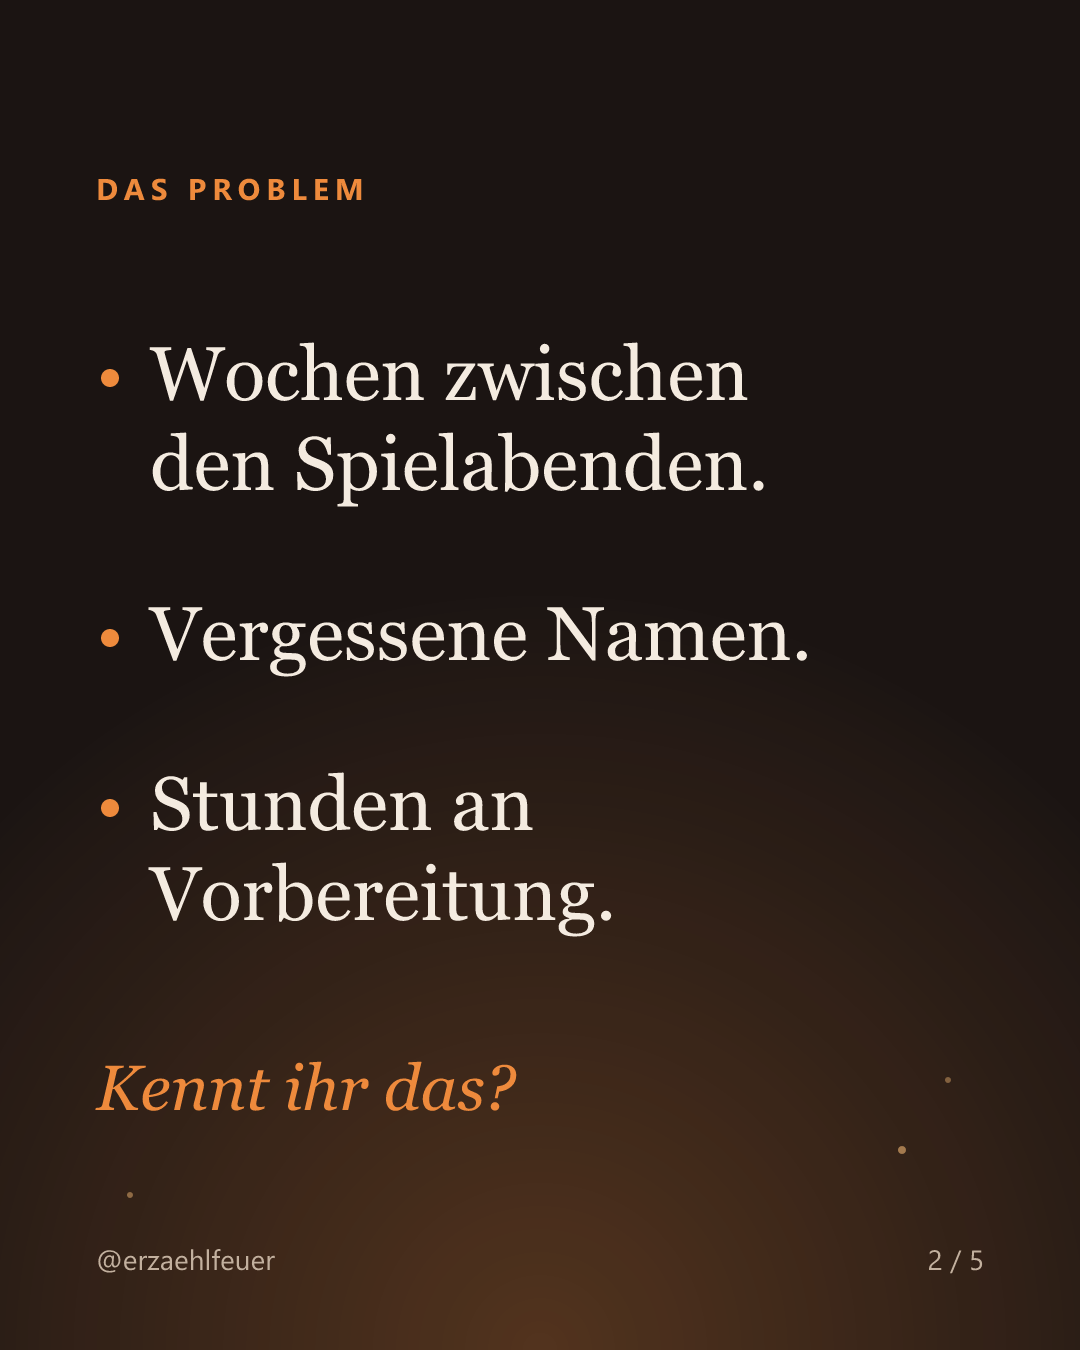 DAS PROBLEM
• Wochen zwischen
den Spielabenden.
• Vergessene Namen.
• Stunden an
Vorbereitung.
Kennt ihr das?
@erzaehlfeuer
2 / 5